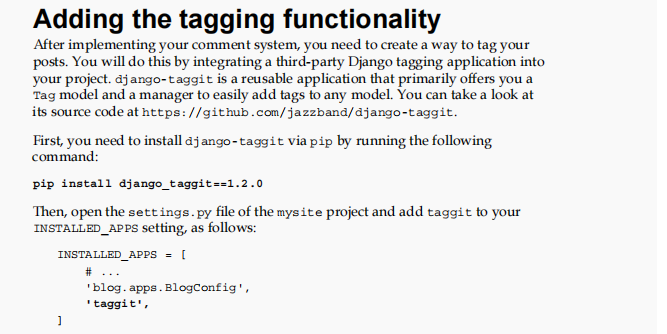 Adding the tagging functionality
After implementing your comment system, you need to create a way to tag your
posts. You will do this by integrating a third-party Django tagging application into
your project. django-taggit is a reusable application that primarily offers you a
Tag model and a manager to easily add tags to any model. You can take a look at
its source code at https://github.com/jazzband/django-taggit.
First, you need to install django-taggit via pip by running the following
command:
pip install django_taggit==1.2.0
Then, open the settings.py file of the mysite project and add taggit to your
INSTALLED_APPS setting, as follows:
INSTALLED_APPS = [
# ...
'blog.apps.BlogConfig',
'taggit',
]